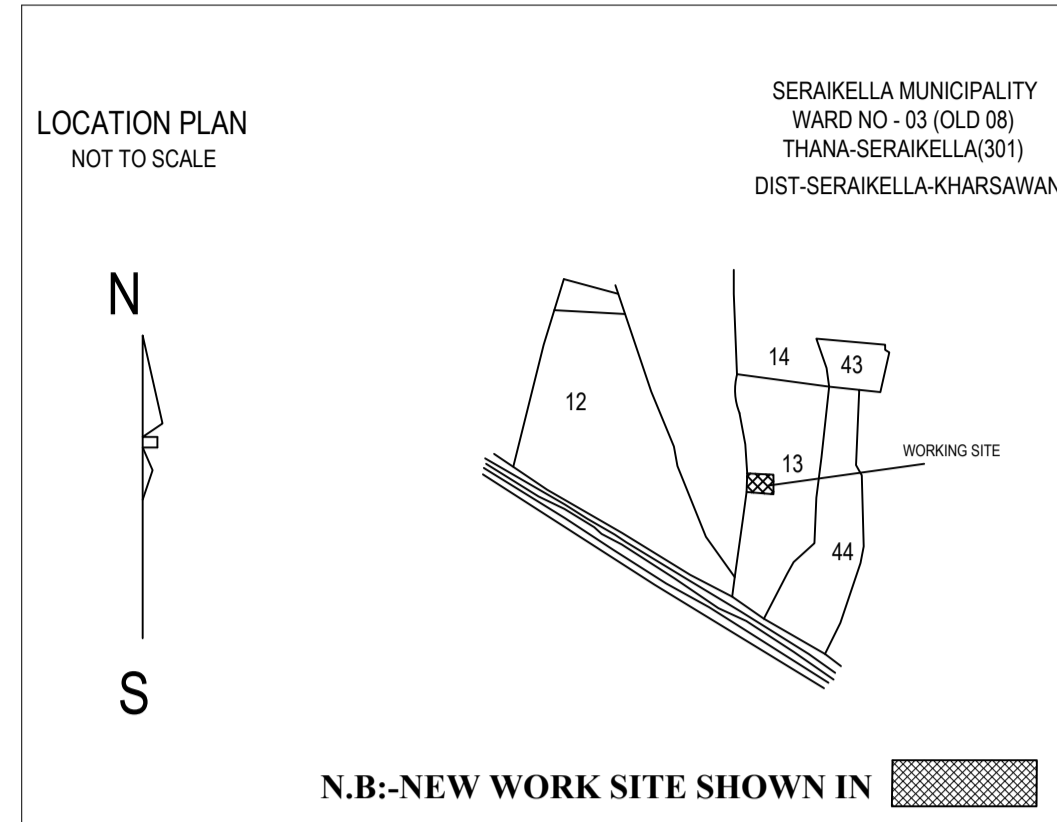 LOCATION PLAN
NOT TO SCALE
SERAIKELLA MUNICIPALITY
WARD NO - 03 (OLD 08)
THANA-SERAIKELLA(301)
DIST-SERAIKELLA-KHARSAWAN
N
S
14
43
12
13
WORKING SITE
44
N.B:-NEW WORK SITE SHOWN IN